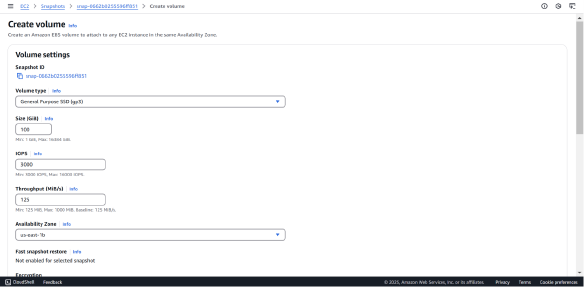 EC2 > Snapshots > snap-0662b0255596ff851 > Create volume
Create volume Info
Create an Amazon EBS volume to attach to any EC2 instance in the same Availability Zone.
Volume settings
Snapshot ID
snap-0662b0255596ff851
Volume type Info
General Purpose SSD (gp3)
Size (GiB) Info
100
Min: 1 GiB, Max: 16384 GiB.
IOPS Info
3000
Min: 3000 IOPS, Max: 16000 IOPS.
Throughput (MiB/s) Info
125
Min: 125 MiB, Max: 1000 MiB. Baseline: 125 MiB/s.
Availability Zone Info
us-east-1b
Fast snapshot restore Info
Not enabled for selected snapshot
Encryption
CloudShell Feedback © 2025, Amazon Web Services, Inc. or its affiliates. Privacy Terms Cookie preferences